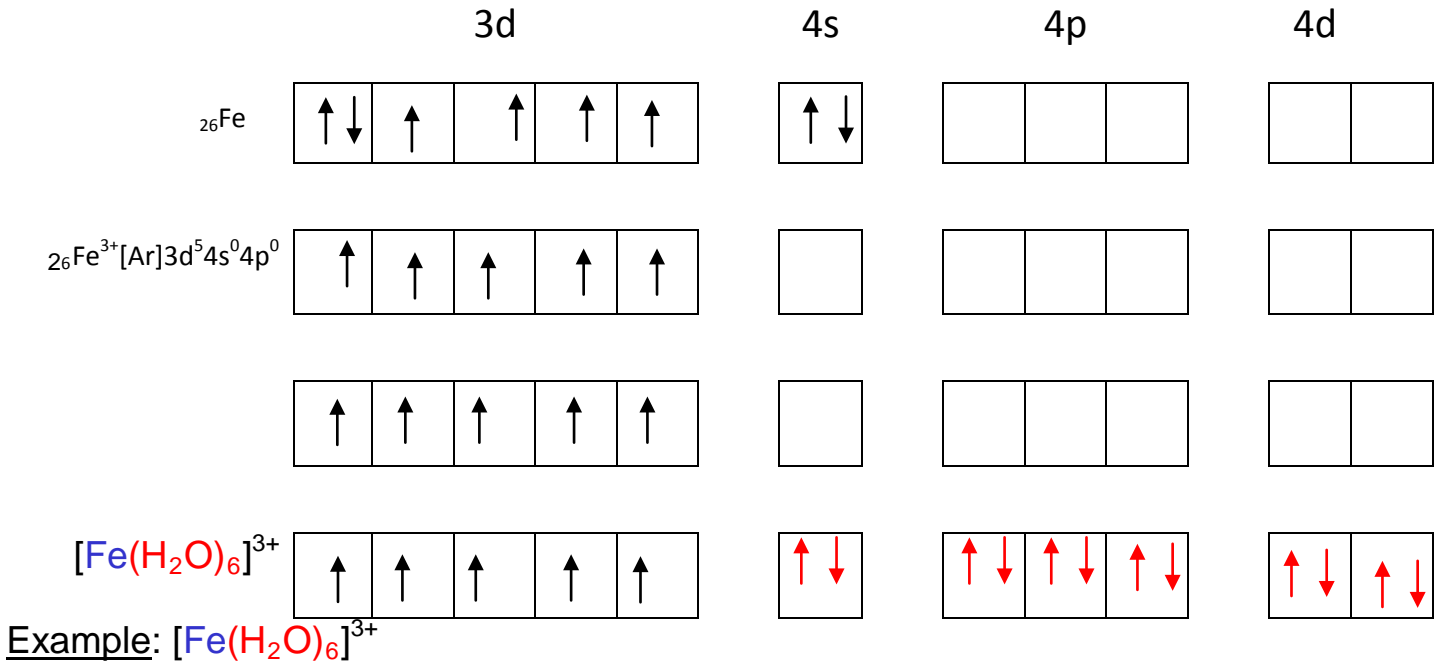 3d 4s 4p 4d
₂₆Fe
₂₆Fe³⁺[Ar]3d⁵4s⁰4p⁰
[Fe(H₂O)₆]³⁺
Example: [Fe(H₂O)₆]³⁺